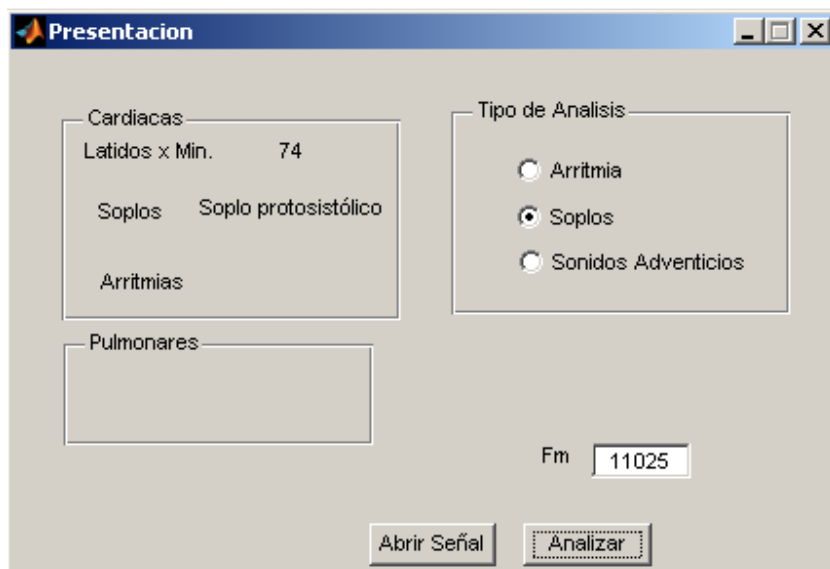 Presentacion
Cardiacas
Latidos x Min. 74
Soplos Soplo protosistólico
Arritmias
Tipo de Analisis
Arritmia
Soplos
Sonidos Adventicios
Pulmonares
Fm 11025
Abrir Señal Analizar